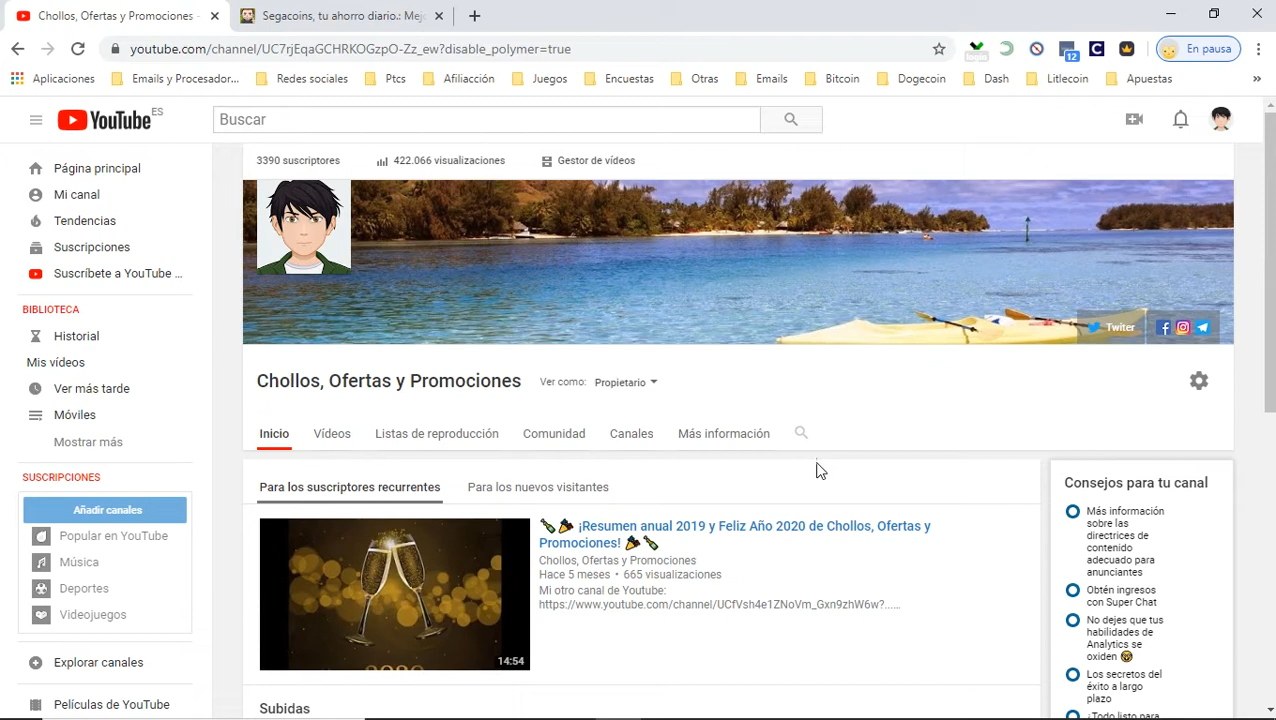 Chollos, Ofertas y Promociones -
Segacoins, tu ahorro diario.: Mej
youtube.com/channel/UC7rjEqaGCHRKOGzpO-Zz_ew?disable_polymer=true
12
En pausa
Aplicaciones
Emails y Procesador...
Redes sociales
Ptcs
Afiliacción
Juegos
Encuestas
Otras
Emails
Bitcoin
Dogecoin
Dash
Litlecoin
Apuestas
»
YouTube ES
Buscar
Página principal
Mi canal
Tendencias
Suscripciones
Suscríbete a YouTube ...
BIBLIOTECA
Historial
Mis vídeos
Ver más tarde
Móviles
Mostrar más
SUSCRIPCIONES
Añadir canales
Popular en YouTube
Música
Deportes
Videojuegos
Explorar canales
Películas de YouTube
3390 suscriptores
422.066 visualizaciones
Gestor de vídeos
Twiter
Chollos, Ofertas y Promociones
Ver como: Propietario
Inicio
Vídeos
Listas de reproducción
Comunidad
Canales
Más información
Para los suscriptores recurrentes
Para los nuevos visitantes
2020
14:54
¡Resumen anual 2019 y Feliz Año 2020 de Chollos, Ofertas y
Promociones!
Chollos, Ofertas y Promociones
Hace 5 meses • 665 visualizaciones
Mi otro canal de Youtube:
https://www.youtube.com/channel/UCfVsh4e1ZNoVm_Gxn9zhW6w?.....
Subidas
Consejos para tu canal
Más información
sobre las
directrices de
contenido
adecuado para
anunciantes
Obtén ingresos
con Super Chat
No dejes que tu
habilidades de
Analytics se
oxiden
Los secretos del
éxito a largo
plazo
¿Todo listo para